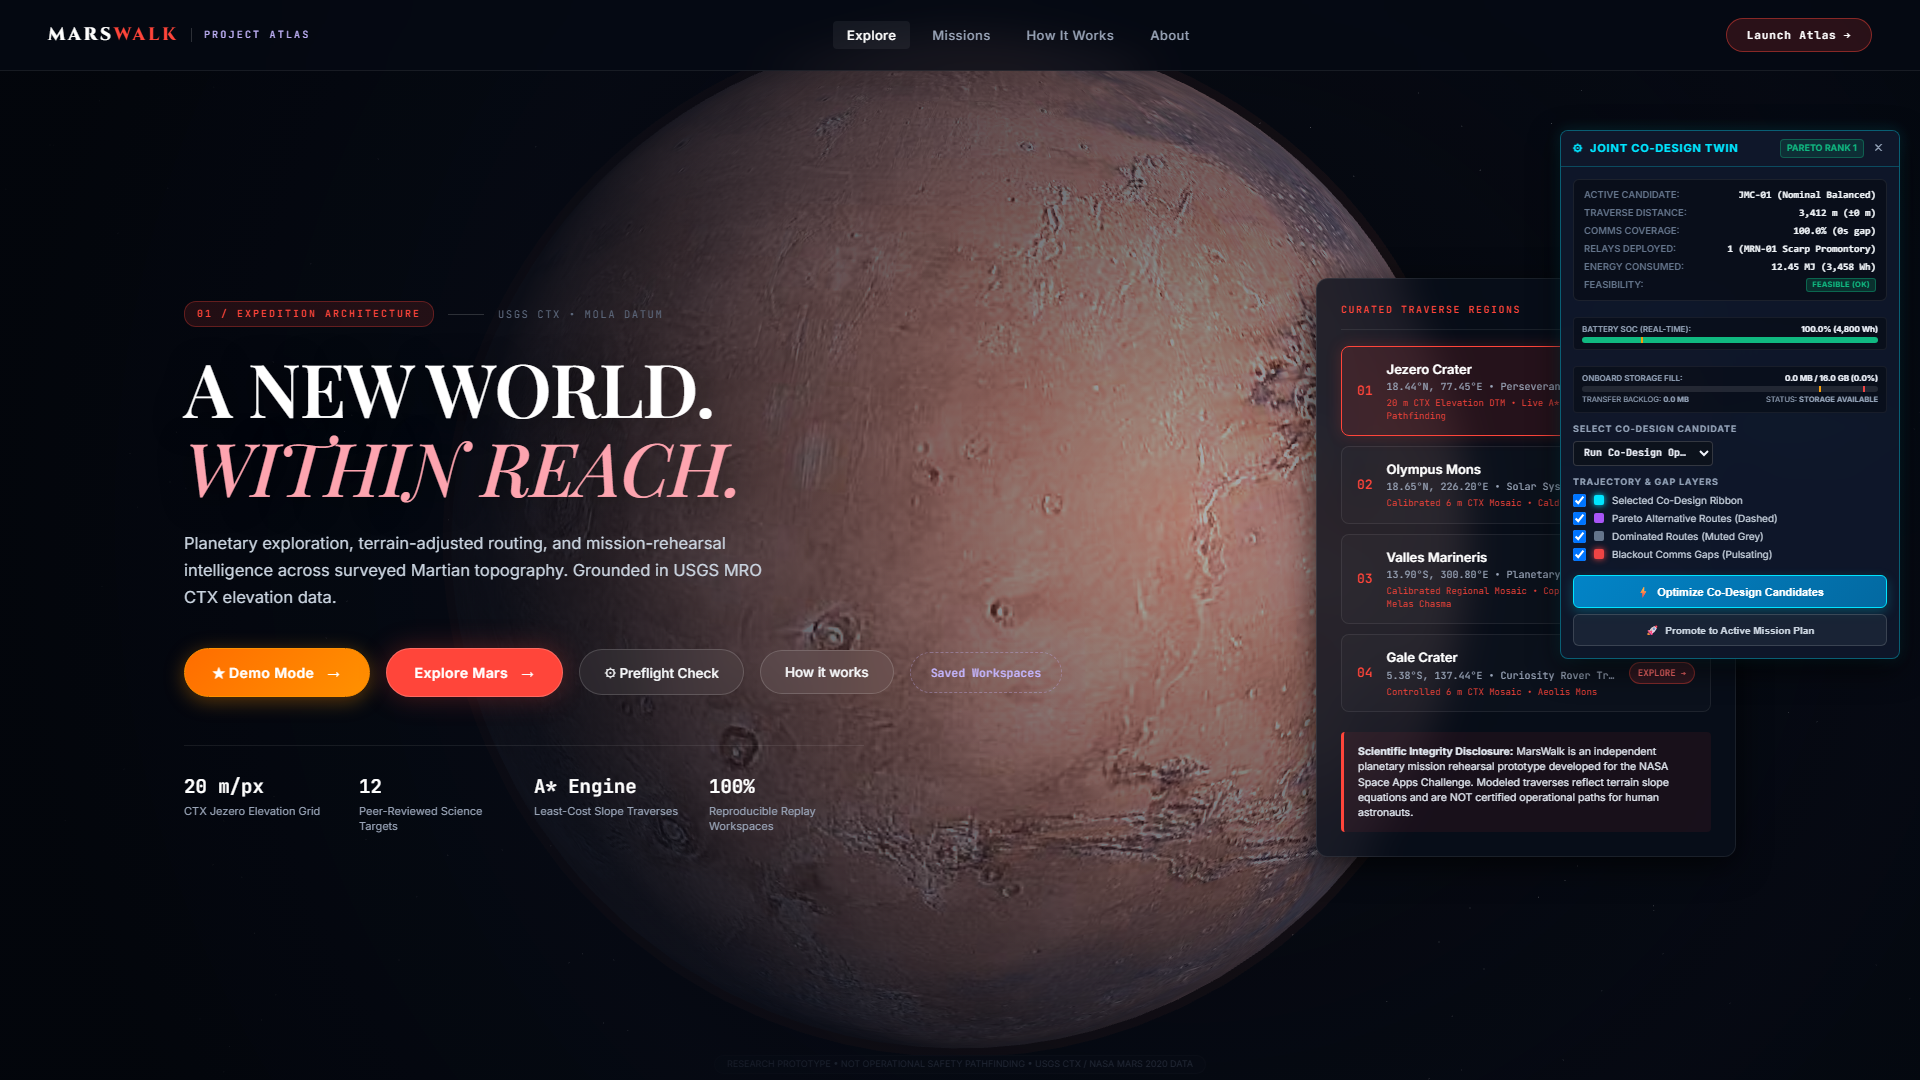 MARSWALK
PROJECT ATLAS
Explore
Missions
How It Works
About
Launch Atlas →
01 / EXPEDITION ARCHITECTURE
USGS CTX • MOLA DATUM
A NEW WORLD.
WITHIN REACH.
Planetary exploration, terrain-adjusted routing, and mission-rehearsal
intelligence across surveyed Martian topography. Grounded in USGS MRO
CTX elevation data.
★ Demo Mode →
Explore Mars →
⚙ Preflight Check
How it works
Saved Workspaces
20 m/px
CTX Jezero Elevation Grid
12
Peer-Reviewed Science
Targets
A* Engine
Least-Cost Slope Traverses
100%
Reproducible Replay
Workspaces
CURATED TRAVERSE REGIONS
01
Jezero Crater
18.44°N, 77.45°E • Perseveran
20 m CTX Elevation DTM • Live A*
Pathfinding
02
Olympus Mons
18.65°N, 226.20°E • Solar Sys
Calibrated 6 m CTX Mosaic • Cald
03
Valles Marineris
13.90°S, 300.80°E • Planetary
Calibrated Regional Mosaic • Cop
Melas Chasma
04
Gale Crater
5.38°S, 137.44°E • Curiosity Rover Tr…
Controlled 6 m CTX Mosaic • Aeolis Mons
EXPLORE →
Scientific Integrity Disclosure: MarsWalk is an independent
planetary mission rehearsal prototype developed for the NASA
Space Apps Challenge. Modeled traverses reflect terrain slope
equations and are NOT certified operational paths for human
astronauts.
⚙ JOINT CO-DESIGN TWIN
PARETO RANK 1
✕
ACTIVE CANDIDATE: JMC-01 (Nominal Balanced)
TRAVERSE DISTANCE: 3,412 m (±0 m)
COMMS COVERAGE: 100.0% (0s gap)
RELAYS DEPLOYED: 1 (MRN-01 Scarp Promontory)
ENERGY CONSUMED: 12.45 MJ (3,458 Wh)
FEASIBILITY: FEASIBLE (OK)
BATTERY SOC (REAL-TIME): 100.0% (4,800 Wh)
ONBOARD STORAGE FILL: 0.0 MB / 16.0 GB (0.0%)
TRANSFER BACKLOG: 0.0 MB STATUS: STORAGE AVAILABLE
SELECT CO-DESIGN CANDIDATE
Run Co-Design Op…
TRAJECTORY & GAP LAYERS
Selected Co-Design Ribbon
Pareto Alternative Routes (Dashed)
Dominated Routes (Muted Grey)
Blackout Comms Gaps (Pulsating)
⚡ Optimize Co-Design Candidates
🚀 Promote to Active Mission Plan
RESEARCH PROTOTYPE • NOT OPERATIONAL SAFETY PATHFINDING • USGS CTX / NASA MARS 2020 DATA